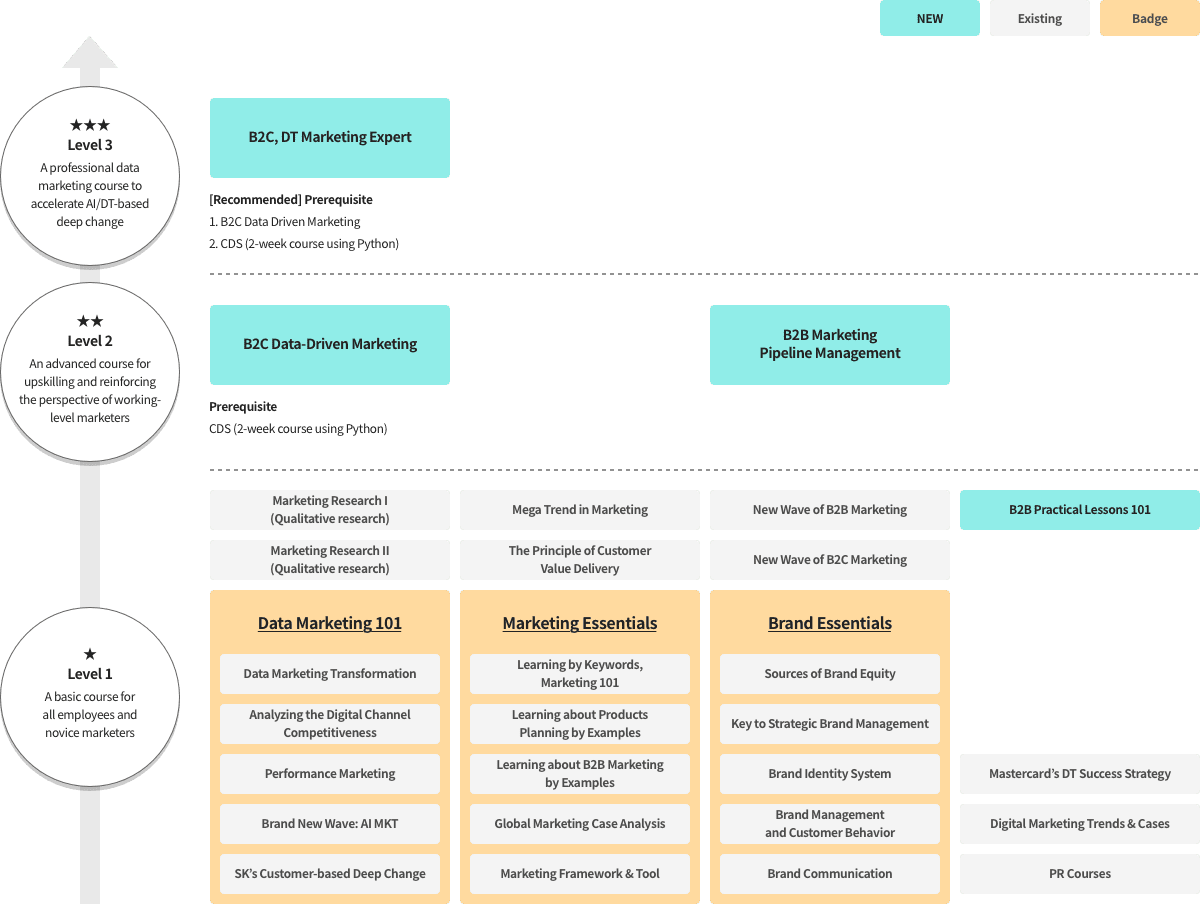 NEW
Existing
Badge
★★★
Level 3
A professional data
marketing course to
accelerate AI/DT-based
deep change
B2C, DT Marketing Expert
[Recommended] Prerequisite
1. B2C Data Driven Marketing
2. CDS (2-week course using Python)
★★
Level 2
An advanced course for
upskilling and reinforcing
the perspective of working-
level marketers
B2C Data-Driven Marketing
B2B Marketing
Pipeline Management
Prerequisite
CDS (2-week course using Python)
★
Level 1
A basic course for
all employees and
novice marketers
Marketing Research I
(Qualitative research)
Mega Trend in Marketing
New Wave of B2B Marketing
B2B Practical Lessons 101
Marketing Research II
(Qualitative research)
The Principle of Customer
Value Delivery
New Wave of B2C Marketing
Data Marketing 101
Data Marketing Transformation
Analyzing the Digital Channel
Competitiveness
Performance Marketing
Brand New Wave: AI MKT
SK's Customer-based Deep Change
Marketing Essentials
Learning by Keywords,
Marketing 101
Learning about Products
Planning by Examples
Learning about B2B Marketing
by Examples
Global Marketing Case Analysis
Marketing Framework & Tool
Brand Essentials
Sources of Brand Equity
Key to Strategic Brand Management
Brand Identity System
Brand Management
and Customer Behavior
Brand Communication
Mastercard's DT Success Strategy
Digital Marketing Trends & Cases
PR Courses